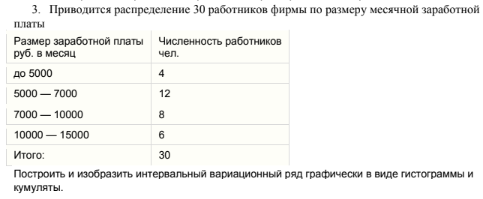 3. Приводится распределение 30 работников фирмы по размеру месячной заработной
платы
Размер заработной платы Численность работников
руб. в месяц чел.
до 5000 4
5000 — 7000 12
7000 — 10000 8
10000 — 15000 6
Итого: 30
Построить и изобразить интервальный вариационный ряд графически в виде гистограммы и
кумуляты.